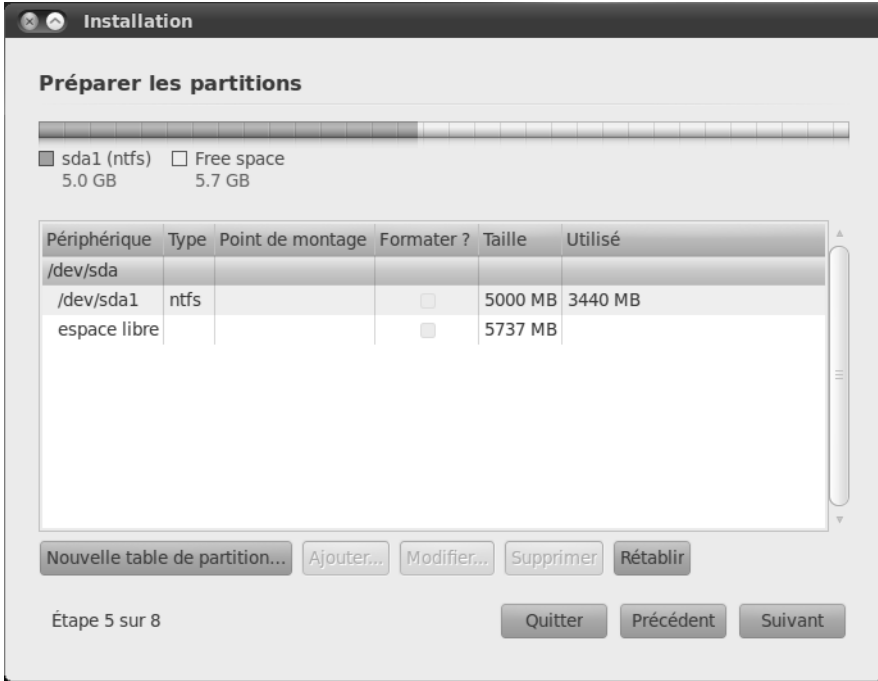 Installation
Préparer les partitions
sda1 (ntfs) Free space
5.0 GB 5.7 GB
Périphérique Type Point de montage Formater ? Taille Utilisé
/dev/sda
/dev/sda1 ntfs 5000 MB 3440 MB
espace libre 5737 MB
Nouvelle table de partition... Ajouter... Modifier... Supprimer Rétablir
Étape 5 sur 8 Quitter Précédent Suivant